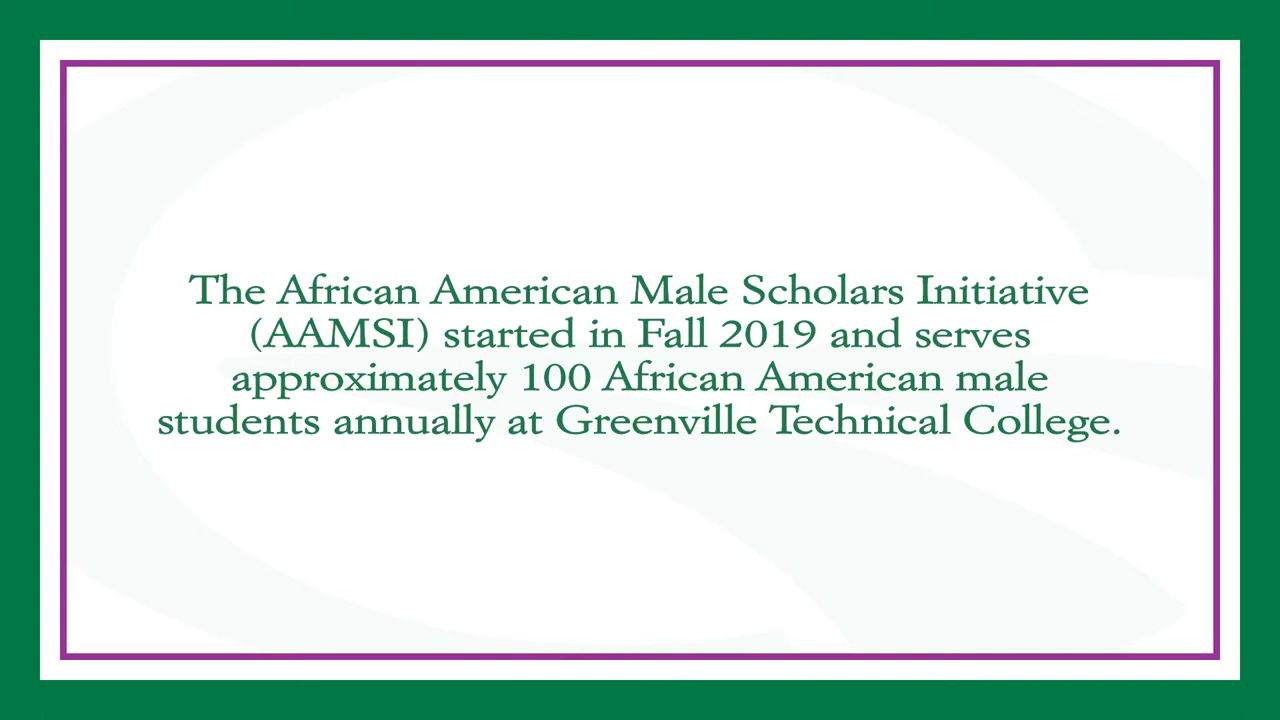 The African American Male Scholars Initiative
(AAMSI) started in Fall 2019 and serves
approximately 100 African American male
students annually at Greenville Technical College.